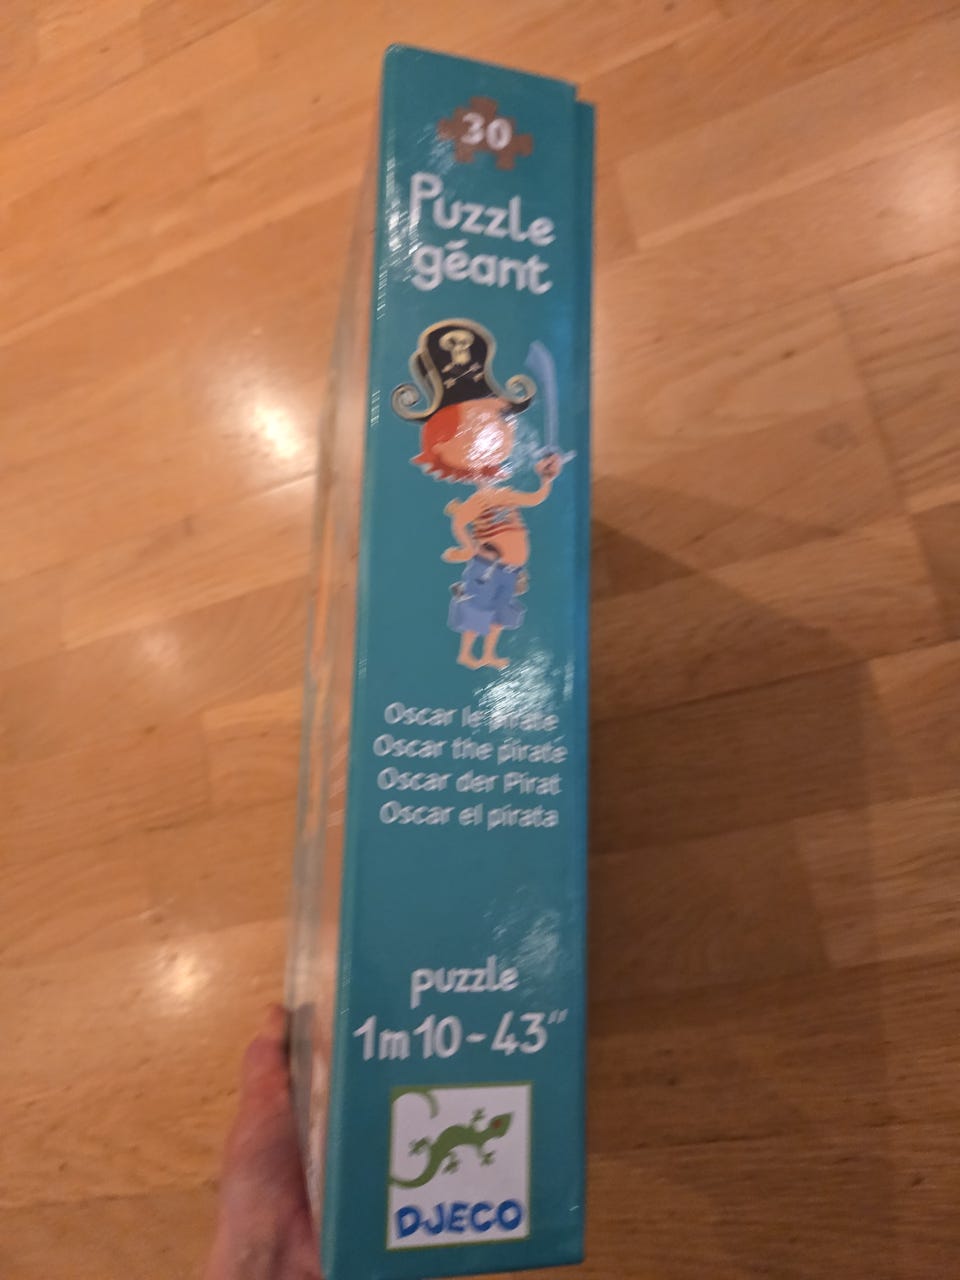 30
Puzzle
géant
Oscar le pirate
Oscar the pirate
Oscar der Pirat
Oscar el pirata
puzzle
1m10-43"
DJECO